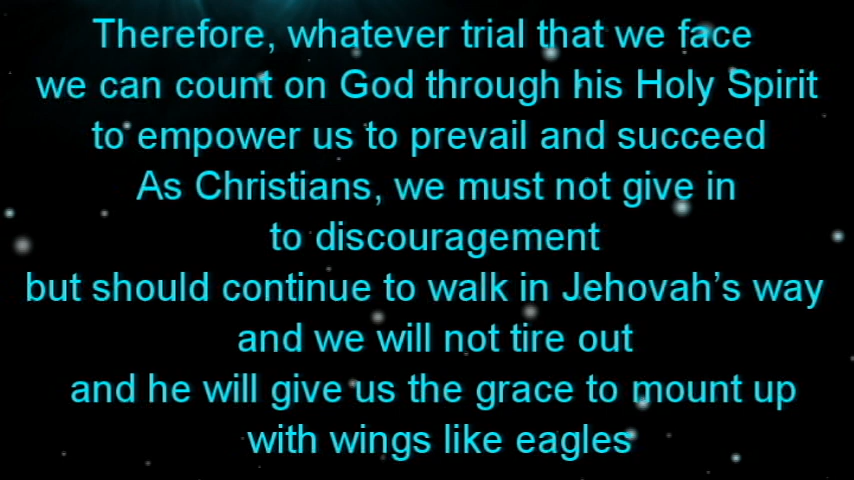 Therefore, whatever trial that we face
we can count on God through his Holy Spirit
to empower us to prevail and succeed
As Christians, we must not give in
to discouragement
but should continue to walk in Jehovah’s way
and we will not tire out
and he will give us the grace to mount up
with wings like eagles